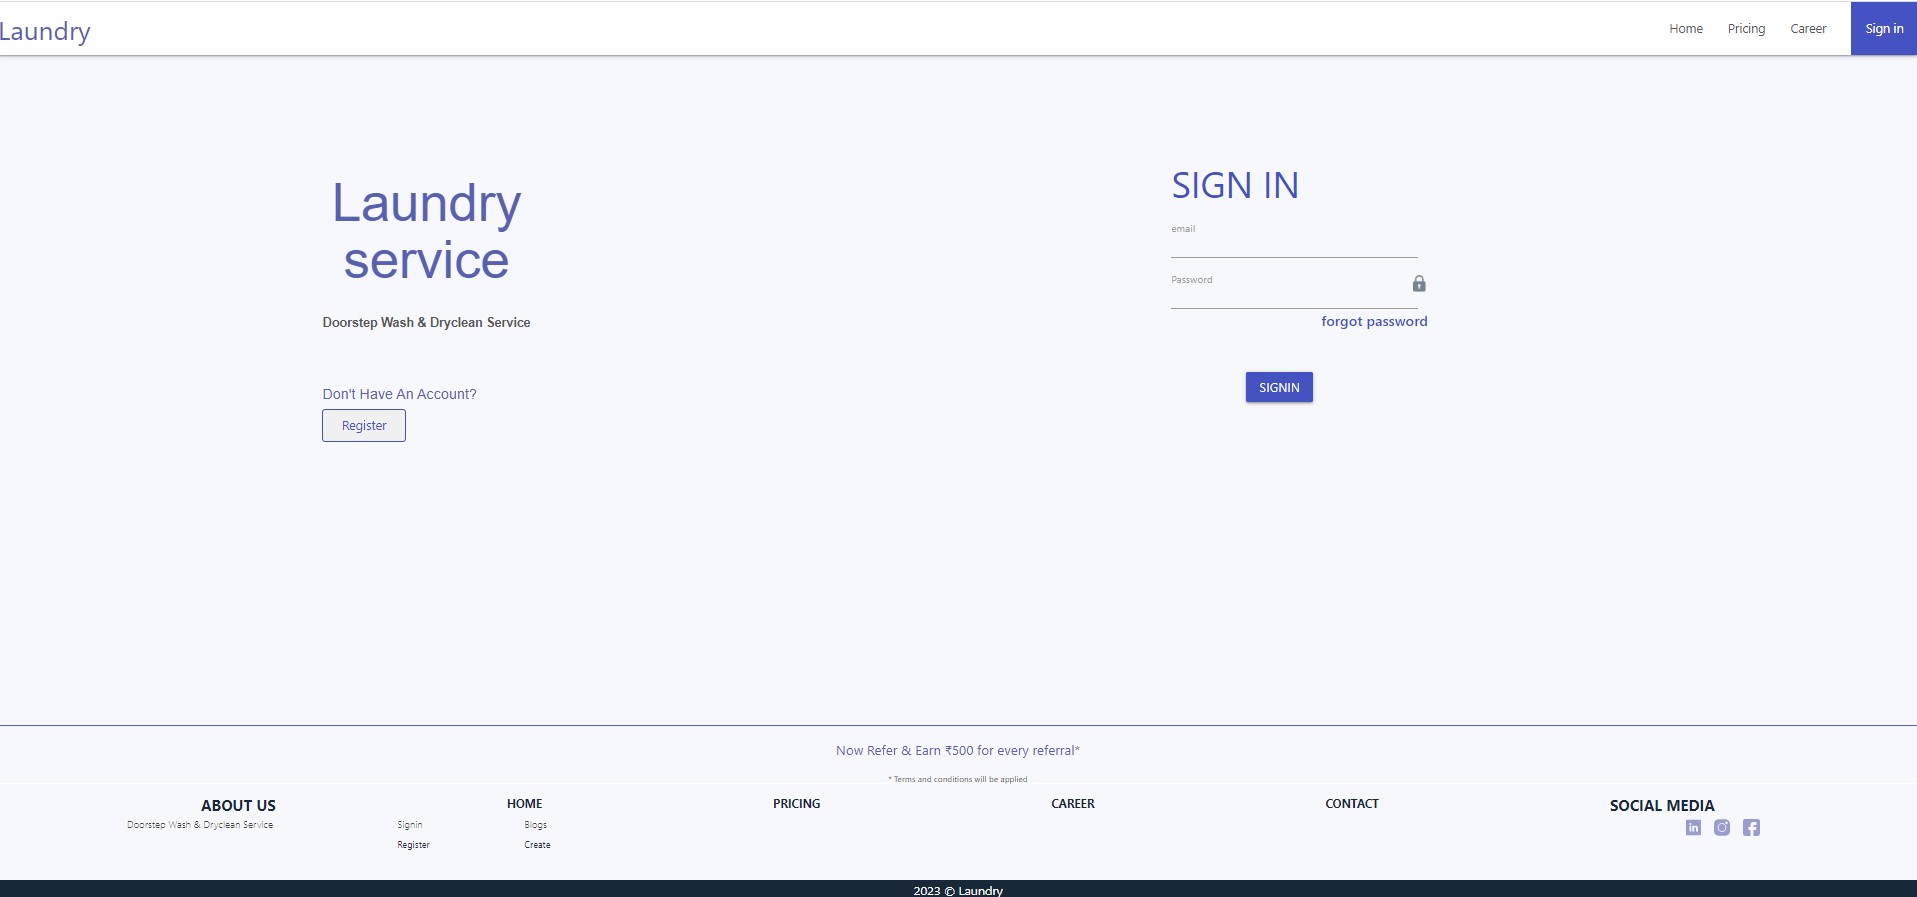 Laundry
Home Pricing Career Sign in
Laundry
service
Doorstep Wash & Dryclean Service
Don't Have An Account?
Register
SIGN IN
email
Password
forgot password
SIGNIN
Now Refer & Earn ₹500 for every referral*
* Terms and conditions will be applied
ABOUT US
Doorstep Wash & Dryclean Service
HOME
Signin Blogs
Register Create
PRICING
CAREER
CONTACT
SOCIAL MEDIA
in
2023 © Laundry